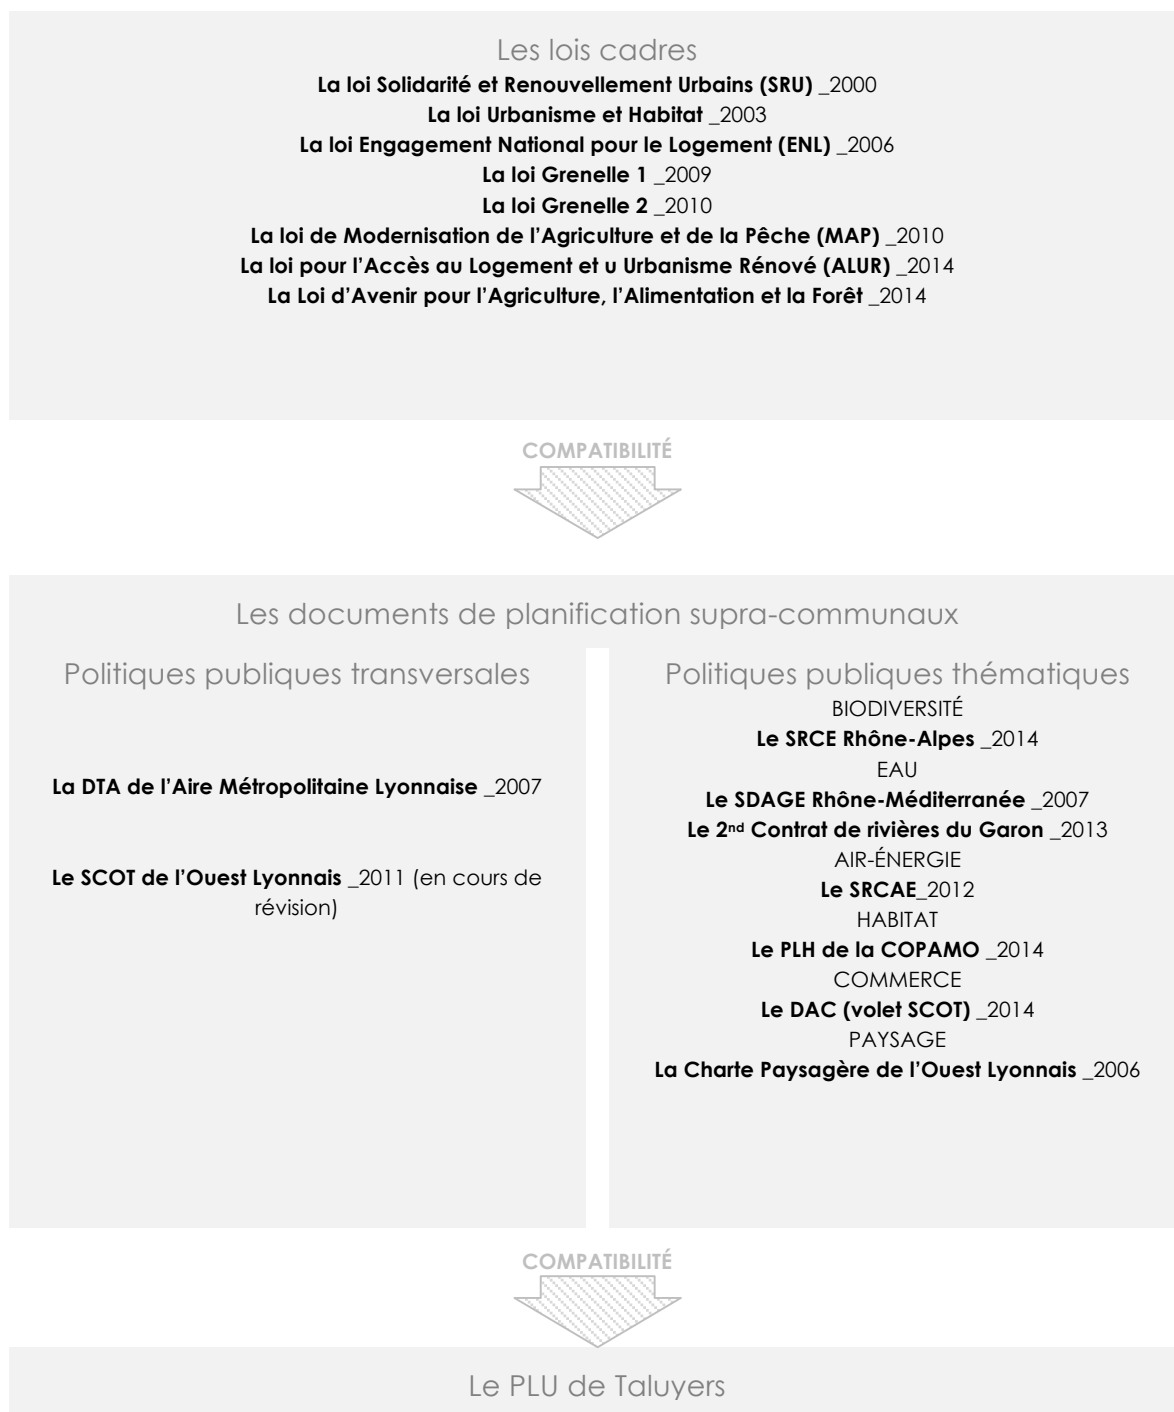 Les lois cadres
La loi Solidarité et Renouvellement Urbains (SRU) _2000
La loi Urbanisme et Habitat _2003
La loi Engagement National pour le Logement (ENL) _2006
La loi Grenelle 1 _2009
La loi Grenelle 2 _2010
La loi de Modernisation de l’Agriculture et de la Pêche (MAP) _2010
La loi pour l’Accès au Logement et u Urbanisme Rénové (ALUR) _2014
La Loi d’Avenir pour l’Agriculture, l’Alimentation et la Forêt _2014
COMPATIBILITÉ
Les documents de planification supra-communaux
Politiques publiques transversales
La DTA de l’Aire Métropolitaine Lyonnaise _2007
Le SCOT de l’Ouest Lyonnais _2011 (en cours de
révision)
Politiques publiques thématiques
BIODIVERSITÉ
Le SRCE Rhône-Alpes _2014
EAU
Le SDAGE Rhône-Méditerranée _2007
Le 2nd Contrat de rivières du Garon _2013
AIR-ÉNERGIE
Le SRCAE_2012
HABITAT
Le PLH de la COPAMO _2014
COMMERCE
Le DAC (volet SCOT) _2014
PAYSAGE
La Charte Paysagère de l’Ouest Lyonnais _2006
COMPATIBILITÉ
Le PLU de Taluyers